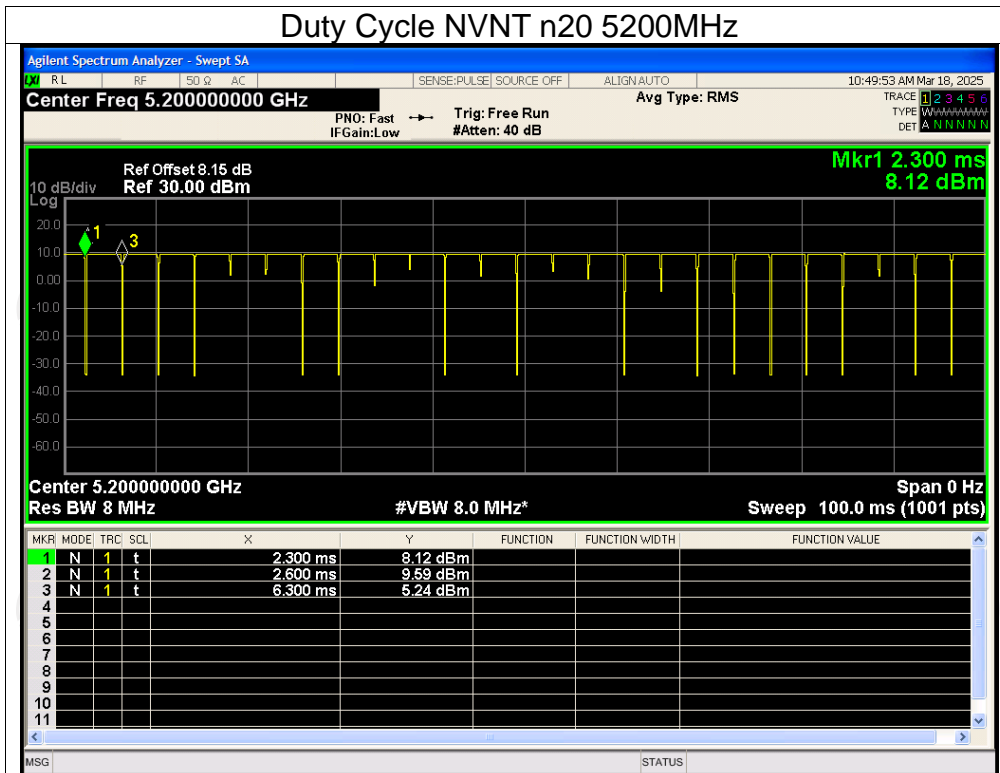 Duty Cycle NVNT n20 5200MHz
Agilent Spectrum Analyzer - Swept SA
LXI RL RF 50 Ω AC SENSE:PULSE SOURCE OFF ALIGN AUTO 10:49:53 AM Mar 18, 2025
Center Freq 5.200000000 GHz Avg Type: RMS TRACE 1 2 3 4 5 6
PNO: Fast Trig: Free Run TYPE WWWWWW
IFGain:Low #Atten: 40 dB DET A N N N N N
Mkr1 2.300 ms
8.12 dBm
Ref Offset 8.15 dB
10 dB/div Ref 30.00 dBm
Log
20.0
10.0
0.00
-10.0
-20.0
-30.0
-40.0
-50.0
-60.0
1
3
Center 5.200000000 GHz Span 0 Hz
Res BW 8 MHz #VBW 8.0 MHz* Sweep 100.0 ms (1001 pts)
MKR MODE TRC SCL X Y FUNCTION FUNCTION WIDTH FUNCTION VALUE
1 N 1 t 2.300 ms 8.12 dBm
2 N 1 t 2.600 ms 9.59 dBm
3 N 1 t 6.300 ms 5.24 dBm
4
5
6
7
8
9
10
11
MSG STATUS